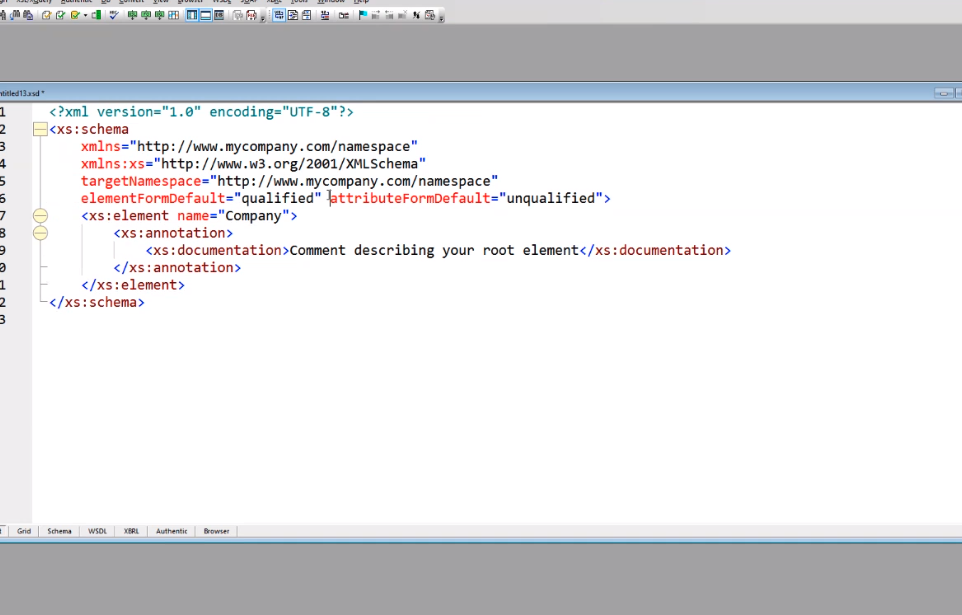 ntitled13.xsd *
1 <?xml version="1.0" encoding="UTF-8"?>
2 <xs:schema
3 xmlns="http://www.mycompany.com/namespace"
4 xmlns:xs="http://www.w3.org/2001/XMLSchema"
5 targetNamespace="http://www.mycompany.com/namespace"
6 elementFormDefault="qualified" attributeFormDefault="unqualified">
7 <xs:element name="Company">
8 <xs:annotation>
9 <xs:documentation>Comment describing your root element</xs:documentation>
0 </xs:annotation>
1 </xs:element>
2 </xs:schema>
3
t Grid Schema WSDL XBRL Authentic Browser